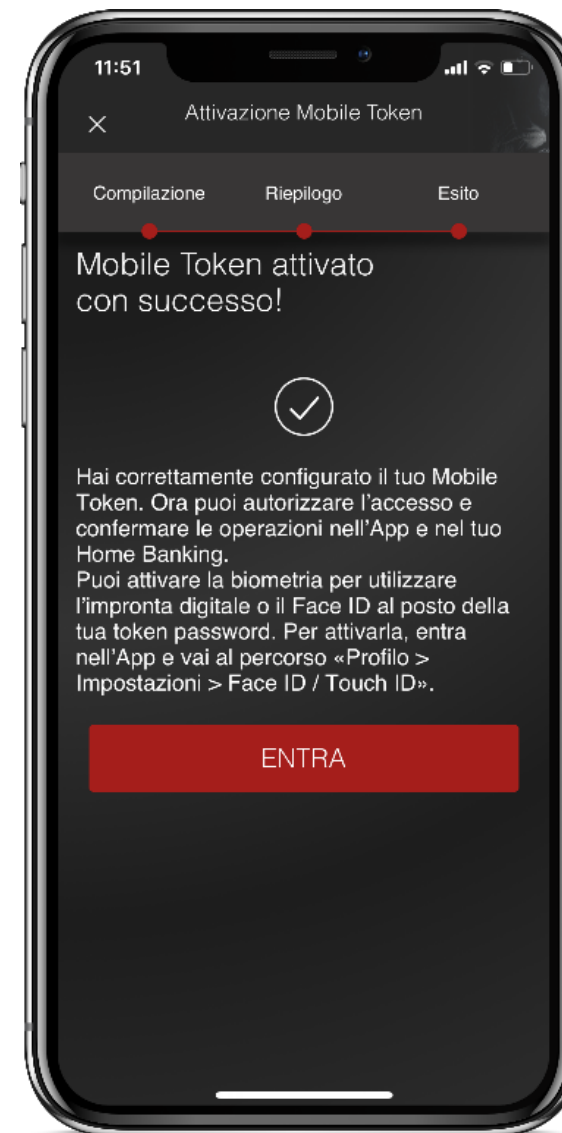 11:51
Attivazione Mobile Token
Compilazione Riepilogo Esito
Mobile Token attivato
con successo!
Hai correttamente configurato il tuo Mobile
Token. Ora puoi autorizzare l'accesso e
confermare le operazioni nell'App e nel tuo
Home Banking.
Puoi attivare la biometria per utilizzare
l'impronta digitale o il Face ID al posto della
tua token password. Per attivarla, entra
nell'App e vai al percorso «Profilo >
Impostazioni > Face ID / Touch ID».
ENTRA